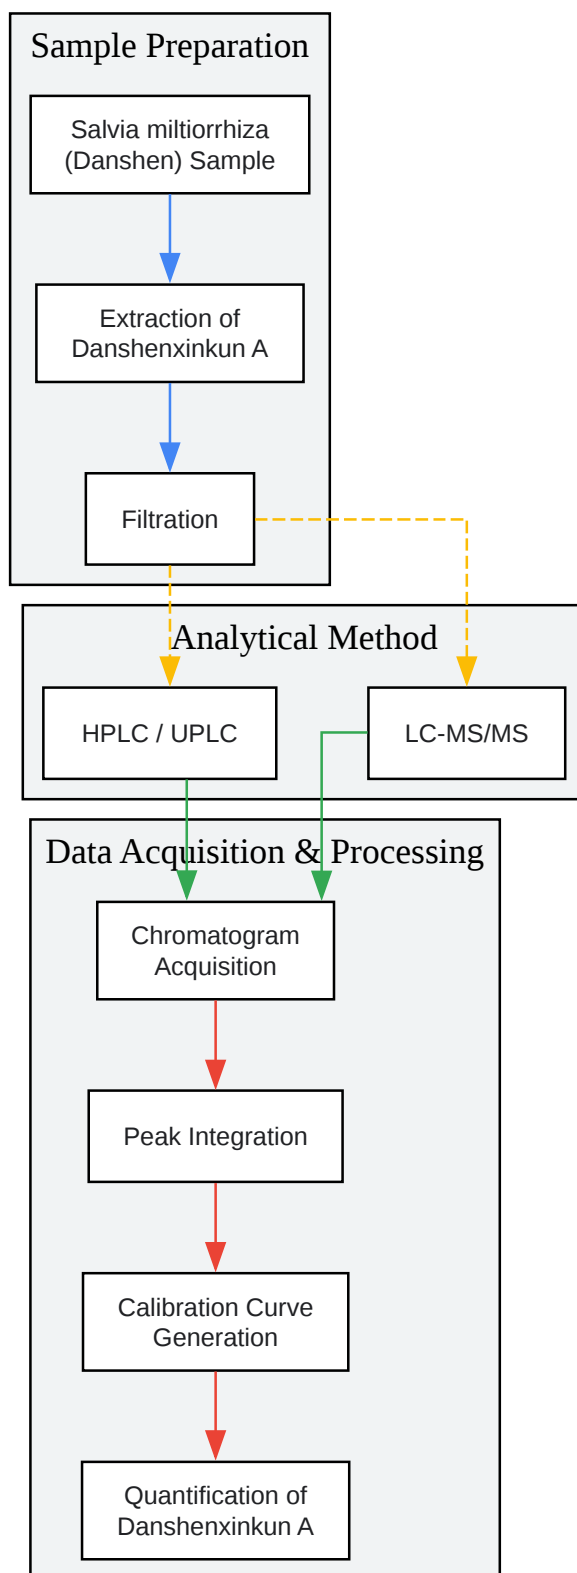 Sample Preparation
Salvia miltiorrhiza
(Danshen) Sample
Extraction of
Danshenxinkun A
Filtration
Analytical Method
HPLC / UPLC
LC-MS/MS
Data Acquisition & Processing
Chromatogram
Acquisition
Peak Integration
Calibration Curve
Generation
Quantification of
Danshenxinkun A